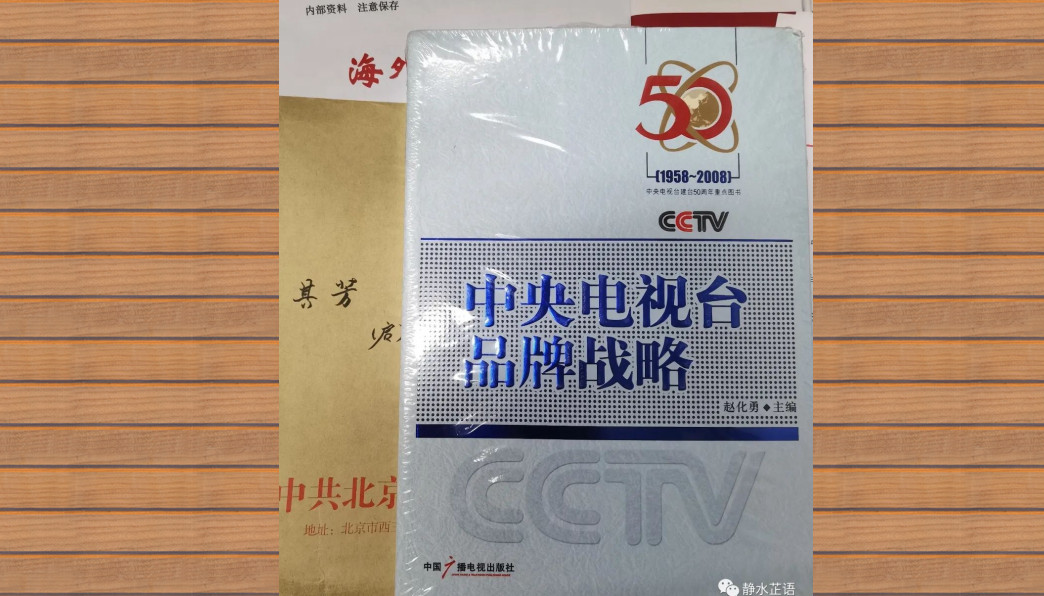 内部资料 注意保存
海外
50
(1958~2008)
中央电视台建台50周年重点图书
CCTV
中央电视台
品牌战略
赵化勇◆主编
其芳
启
CCTV
中共北京
地址：北京市西
中国广播电视出版社
静水芷语